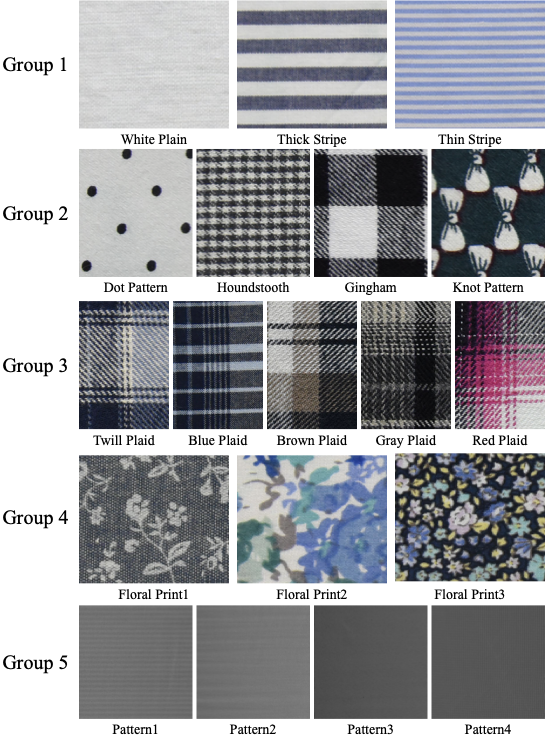 Group 1
White Plain
Thick Stripe
Thin Stripe
Group 2
Dot Pattern
Houndstooth
Gingham
Knot Pattern
Group 3
Twill Plaid
Blue Plaid
Brown Plaid
Gray Plaid
Red Plaid
Group 4
Floral Print1
Floral Print2
Floral Print3
Group 5
Pattern1
Pattern2
Pattern3
Pattern4